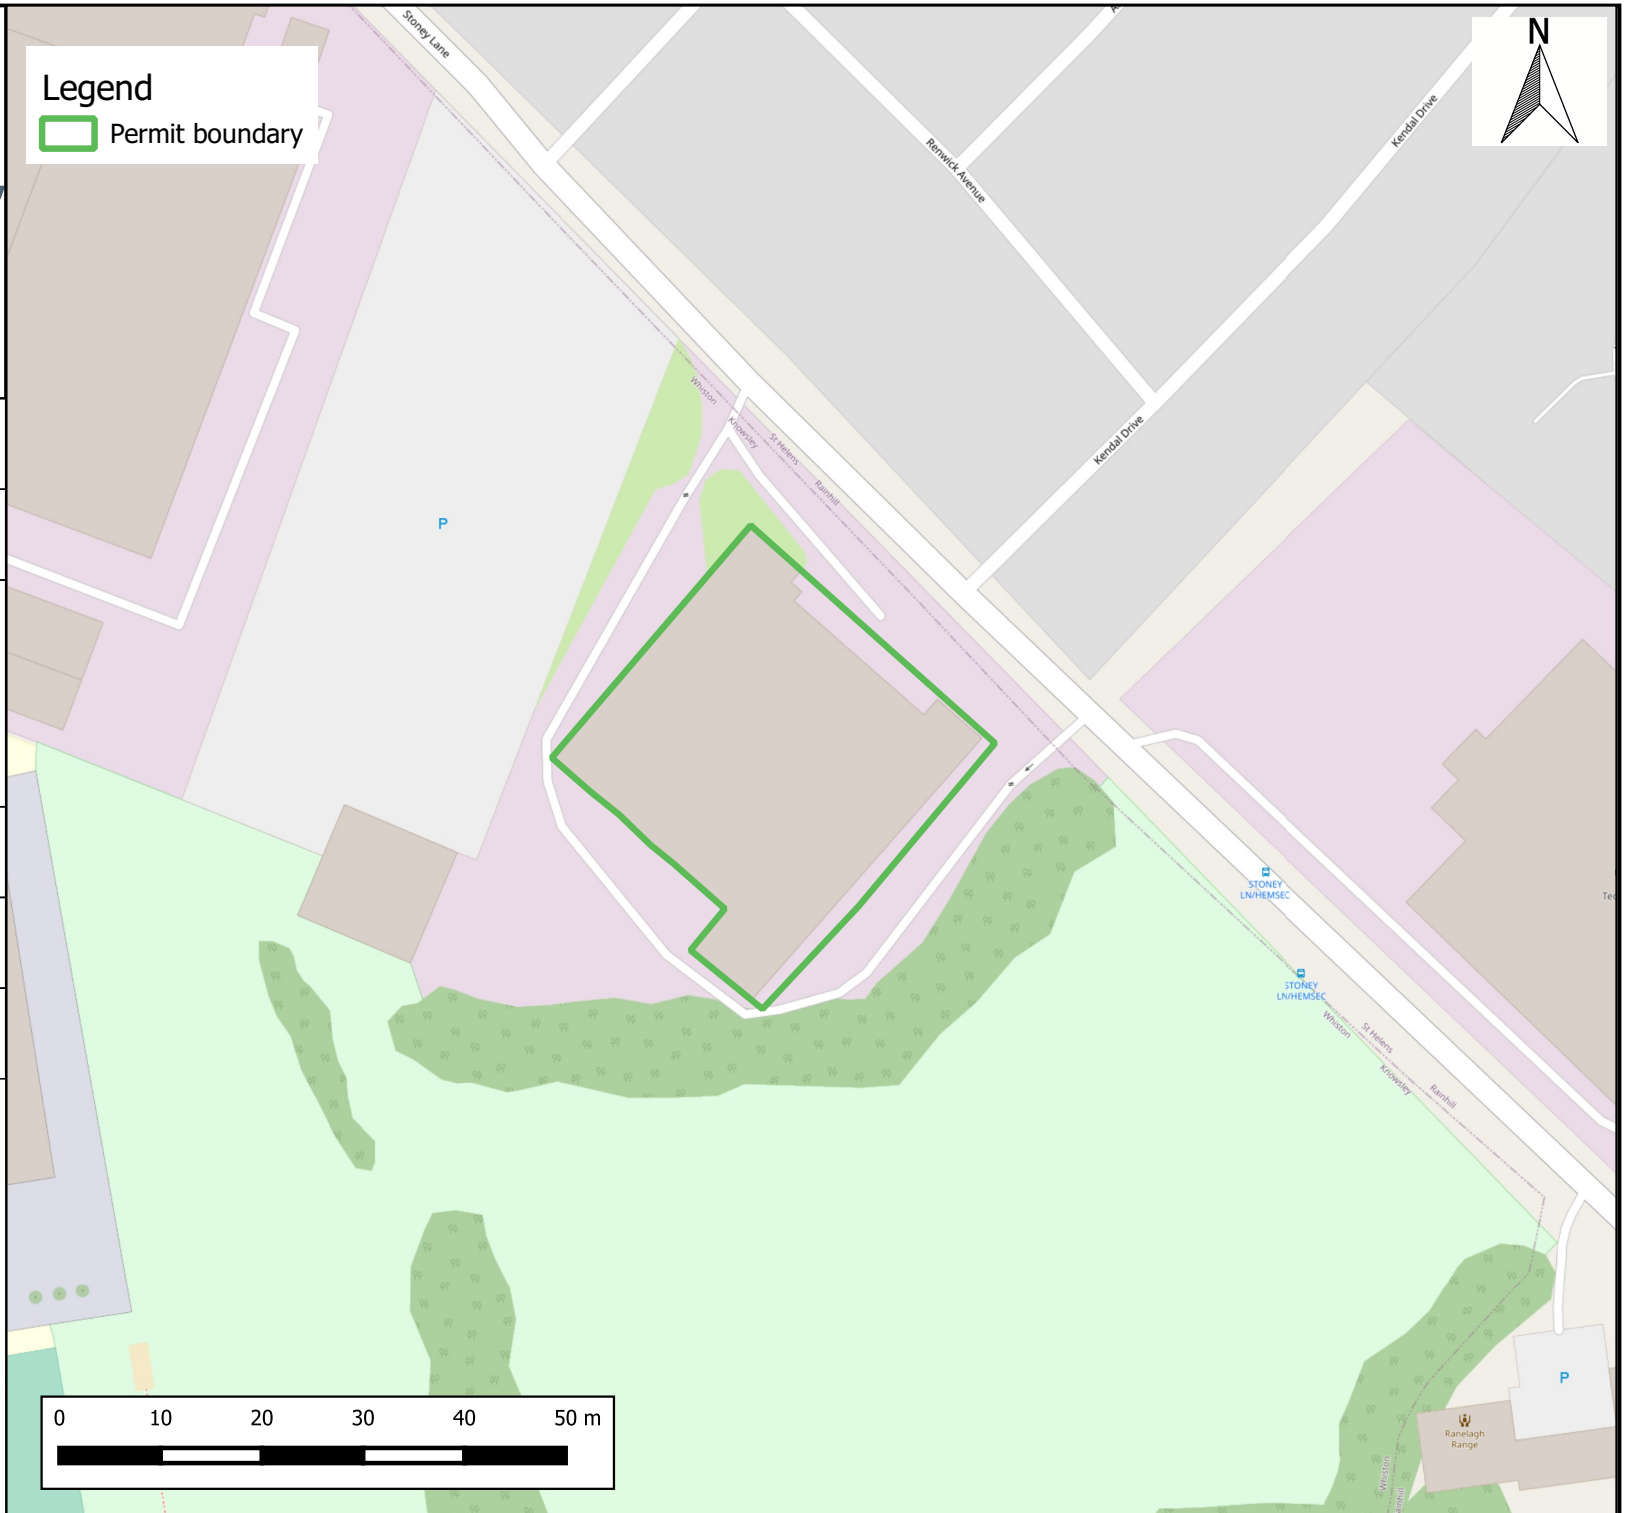 Stoney Lane
N
Legend
Permit boundary
Kendal Drive
Renwick Avenue
Whiston
Knowsley
St Helens
Rainhill
Kendal Drive
P
STONEY
LN/HEMSEC
STONEY
LN/HEMSEC
Whiston
St Helens
Knowsley
Rainhill
P
Ranelagh
Range
Whiston
0 10 20 30 40 50 m